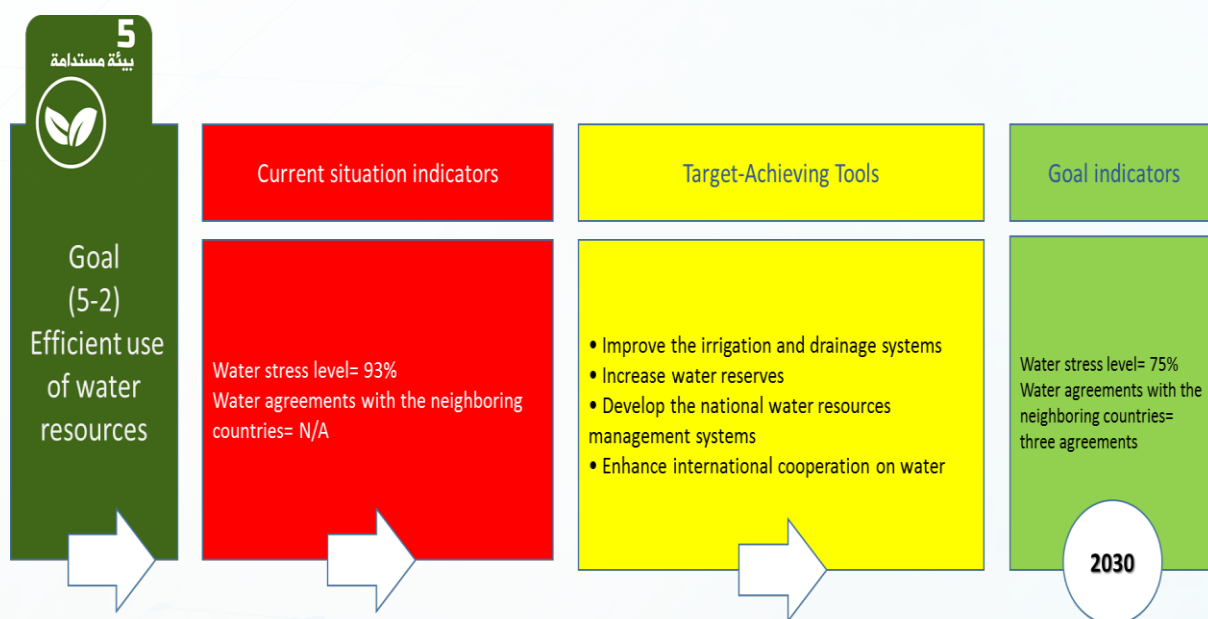 5
بيئة مستدامة
Goal
(5-2)
Efficient use
of water
resources
Current situation indicators
Water stress level= 93%
Water agreements with the neighboring
countries= N/A
Target-Achieving Tools
• Improve the irrigation and drainage systems
• Increase water reserves
• Develop the national water resources
management systems
• Enhance international cooperation on water
Goal indicators
Water stress level= 75%
Water agreements with the
neighboring countries=
three agreements
2030